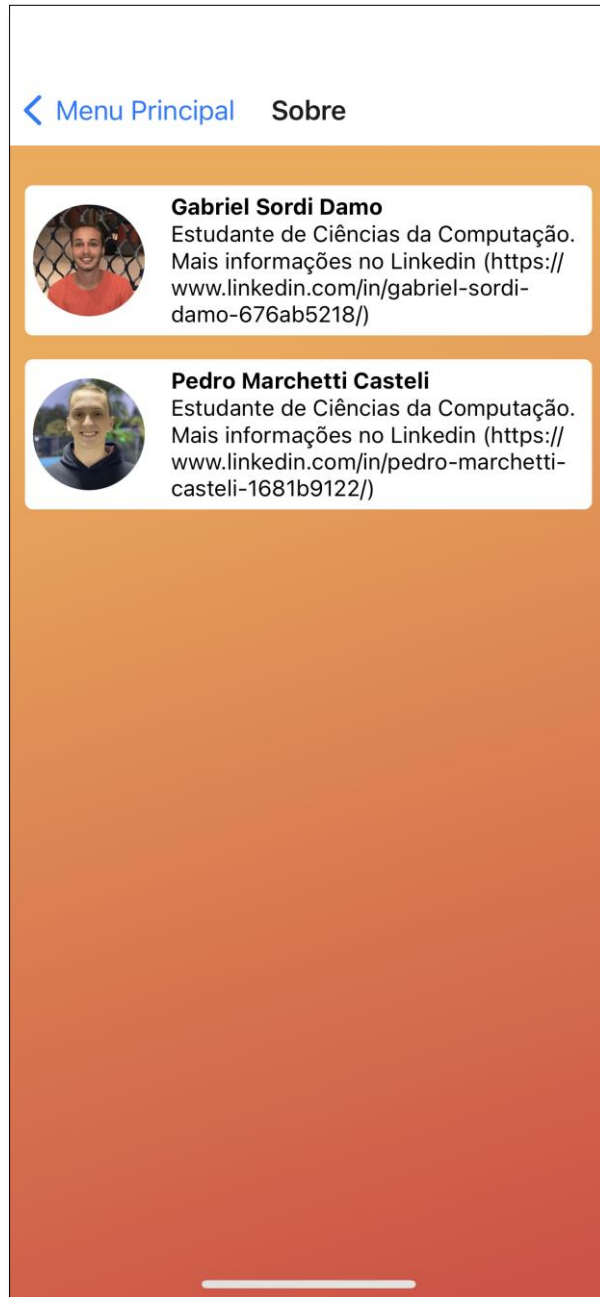 Menu Principal Sobre
Gabriel Sordi Damo
Estudante de Ciências da Computação.
Mais informações no Linkedin (https://
www.linkedin.com/in/gabriel-sordi-
damo-676ab5218/)
Pedro Marchetti Casteli
Estudante de Ciências da Computação.
Mais informações no Linkedin (https://
www.linkedin.com/in/pedro-marchetti-
casteli-1681b9122/)